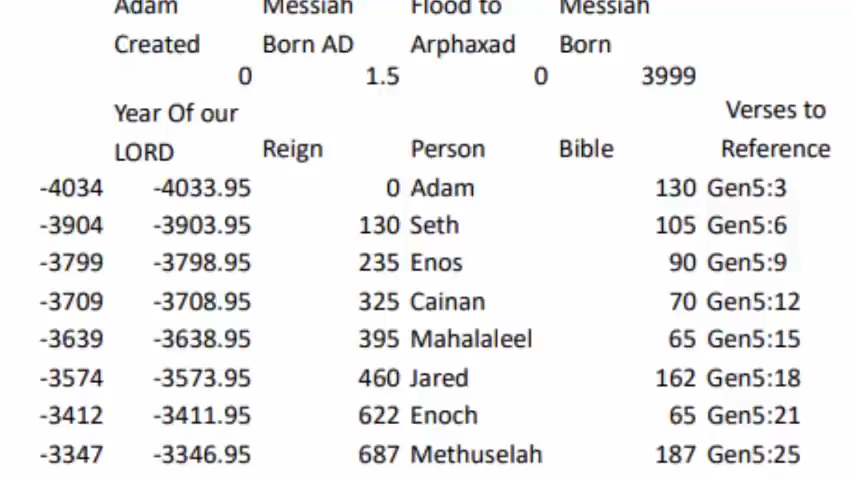 Adam Messiah Flood to Messiah
Created Born AD Arphaxad Born
0 1.5 0 3999
Year Of our Verses to
LORD Reign Person Bible Reference
-4034 -4033.95 0 Adam 130 Gen5:3
-3904 -3903.95 130 Seth 105 Gen5:6
-3799 -3798.95 235 Enos 90 Gen5:9
-3709 -3708.95 325 Cainan 70 Gen5:12
-3639 -3638.95 395 Mahalaleel 65 Gen5:15
-3574 -3573.95 460 Jared 162 Gen5:18
-3412 -3411.95 622 Enoch 65 Gen5:21
-3347 -3346.95 687 Methuselah 187 Gen5:25